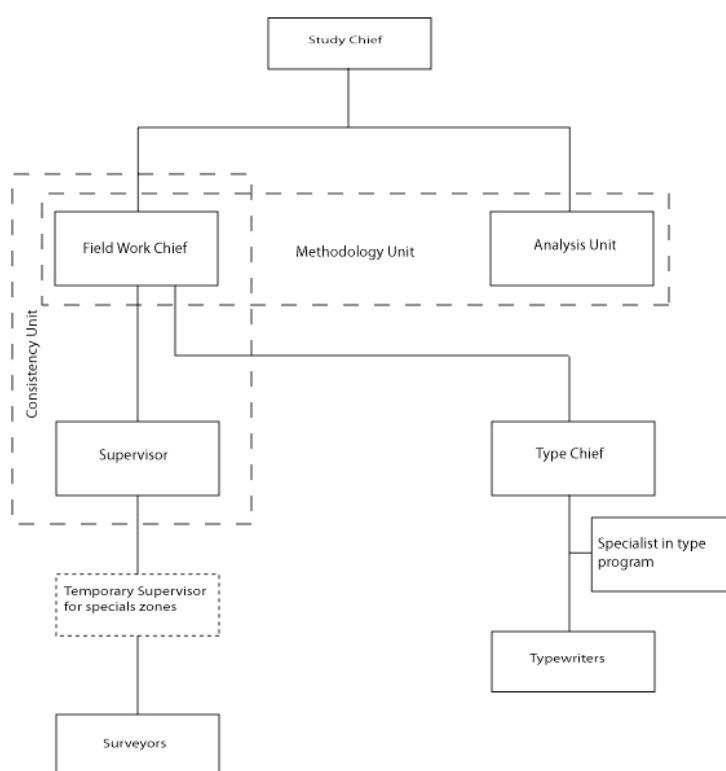 Study Chief
Field Work Chief
Methodology Unit
Analysis Unit
Consistency Unit
Supervisor
Type Chief
Specialist in type
program
Temporary Supervisor
for specials zones
Typewriters
Surveyors